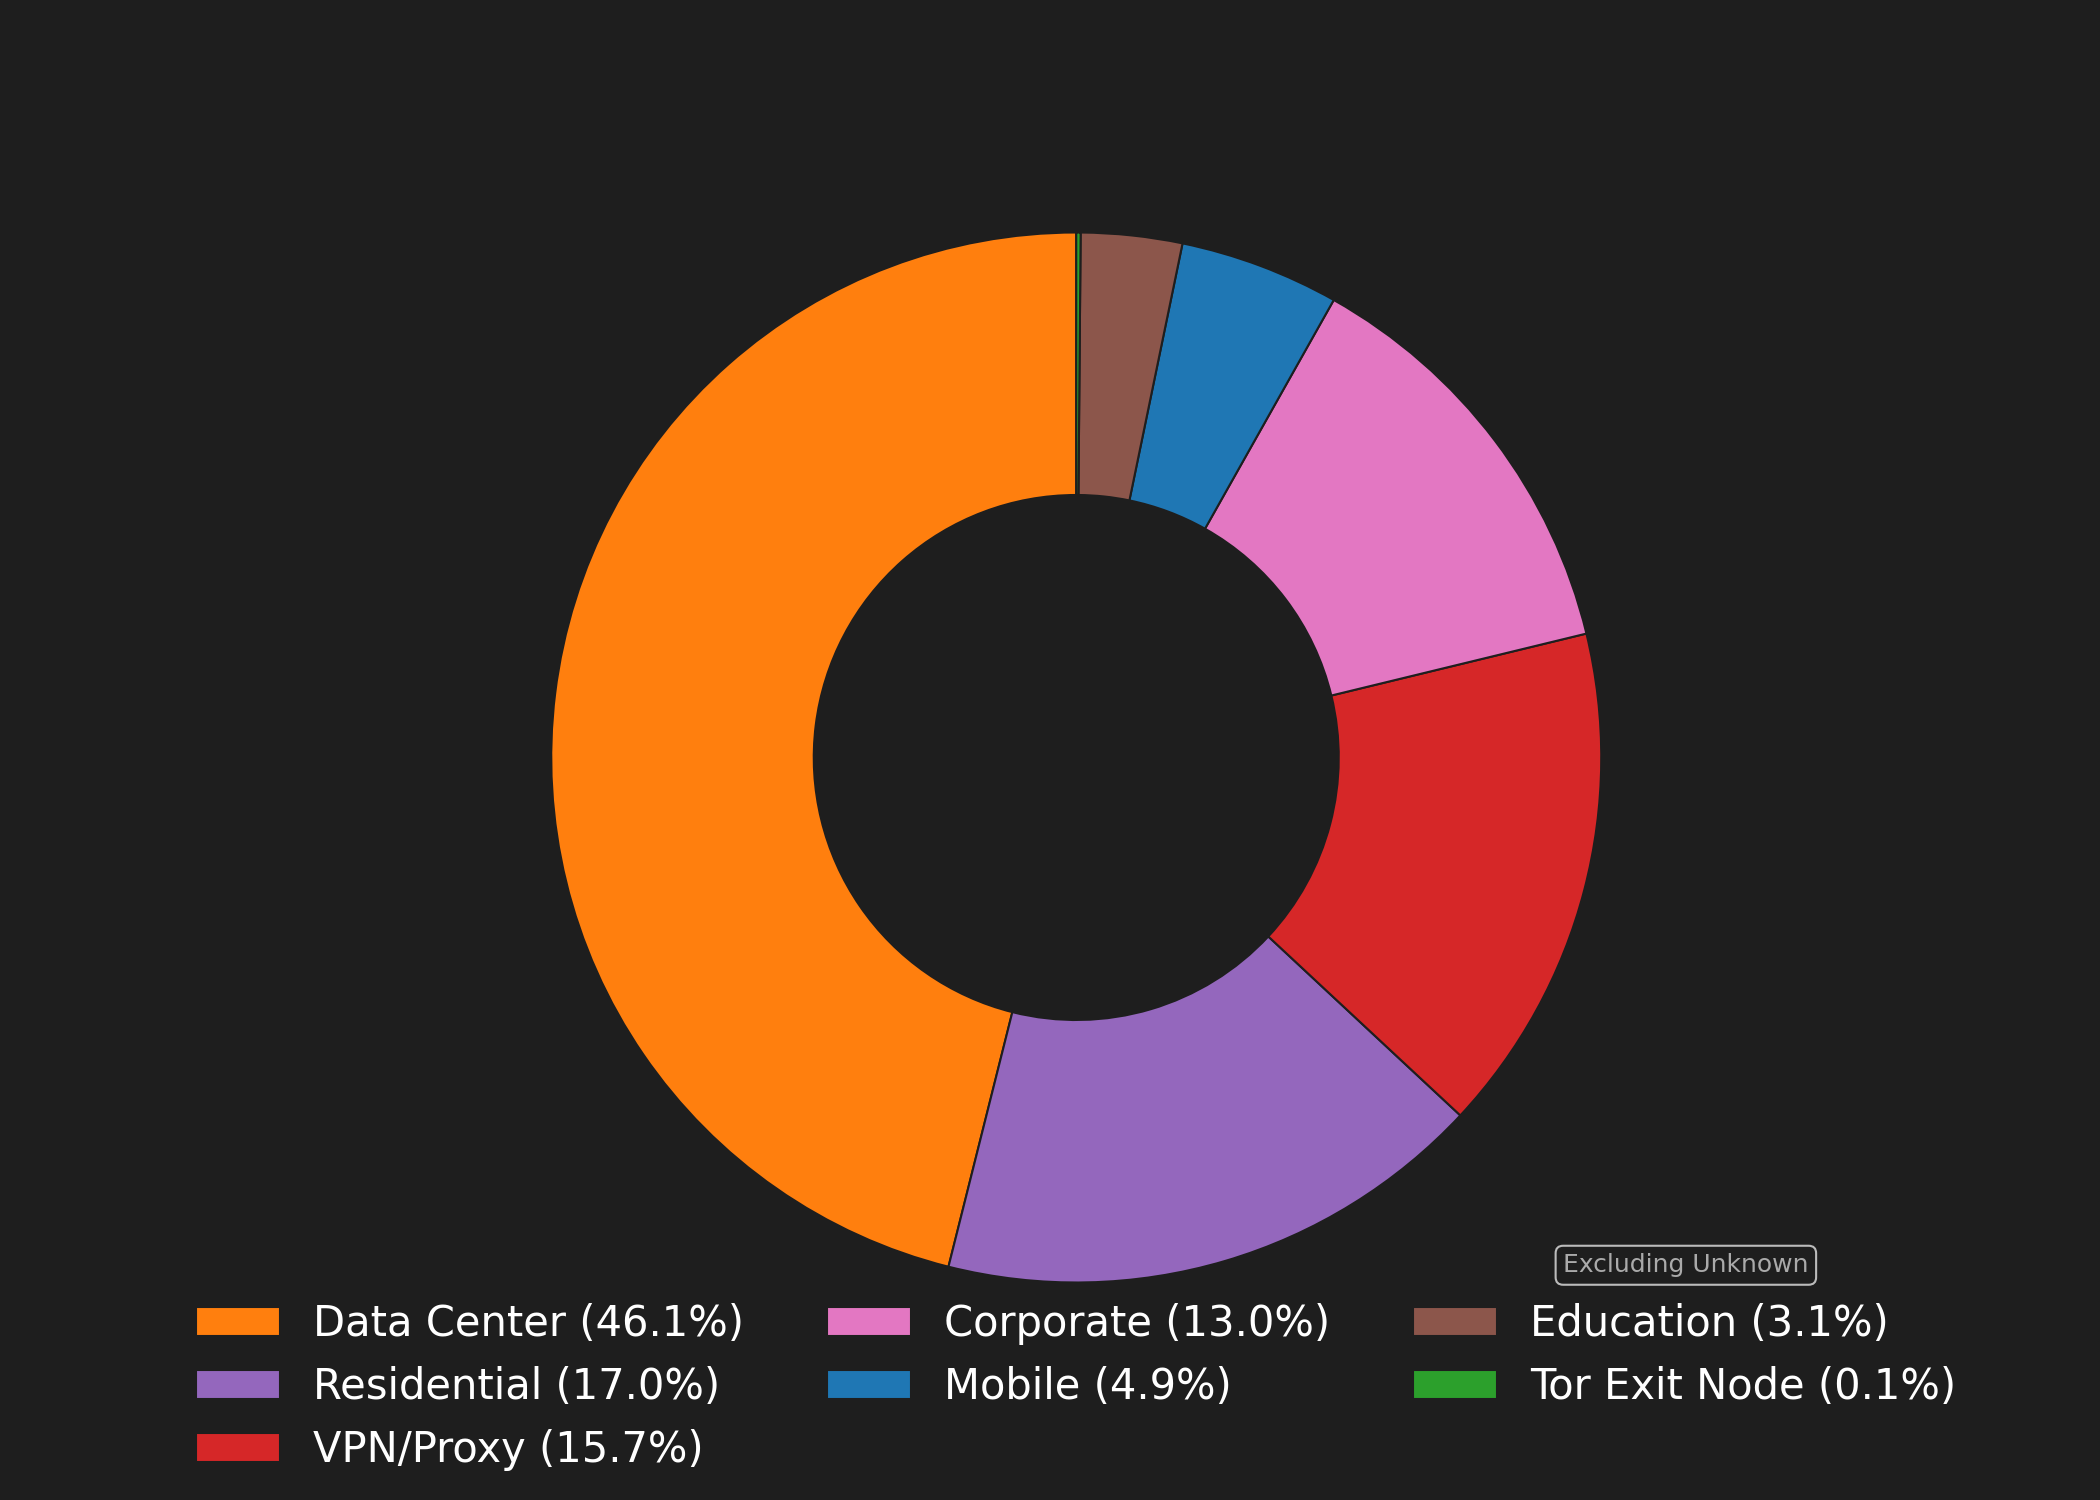 Excluding Unknown
Data Center (46.1%)
Residential (17.0%)
VPN/Proxy (15.7%)
Corporate (13.0%)
Mobile (4.9%)
Education (3.1%)
Tor Exit Node (0.1%)